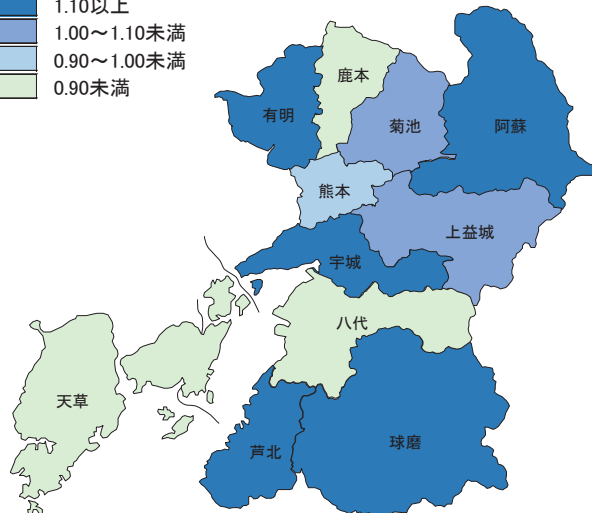 1.10以上
1.00～1.10未満
0.90～1.00未満
0.90未満
鹿本
有明
菊池
阿蘇
熊本
上益城
宇城
八代
天草
球磨
芦北